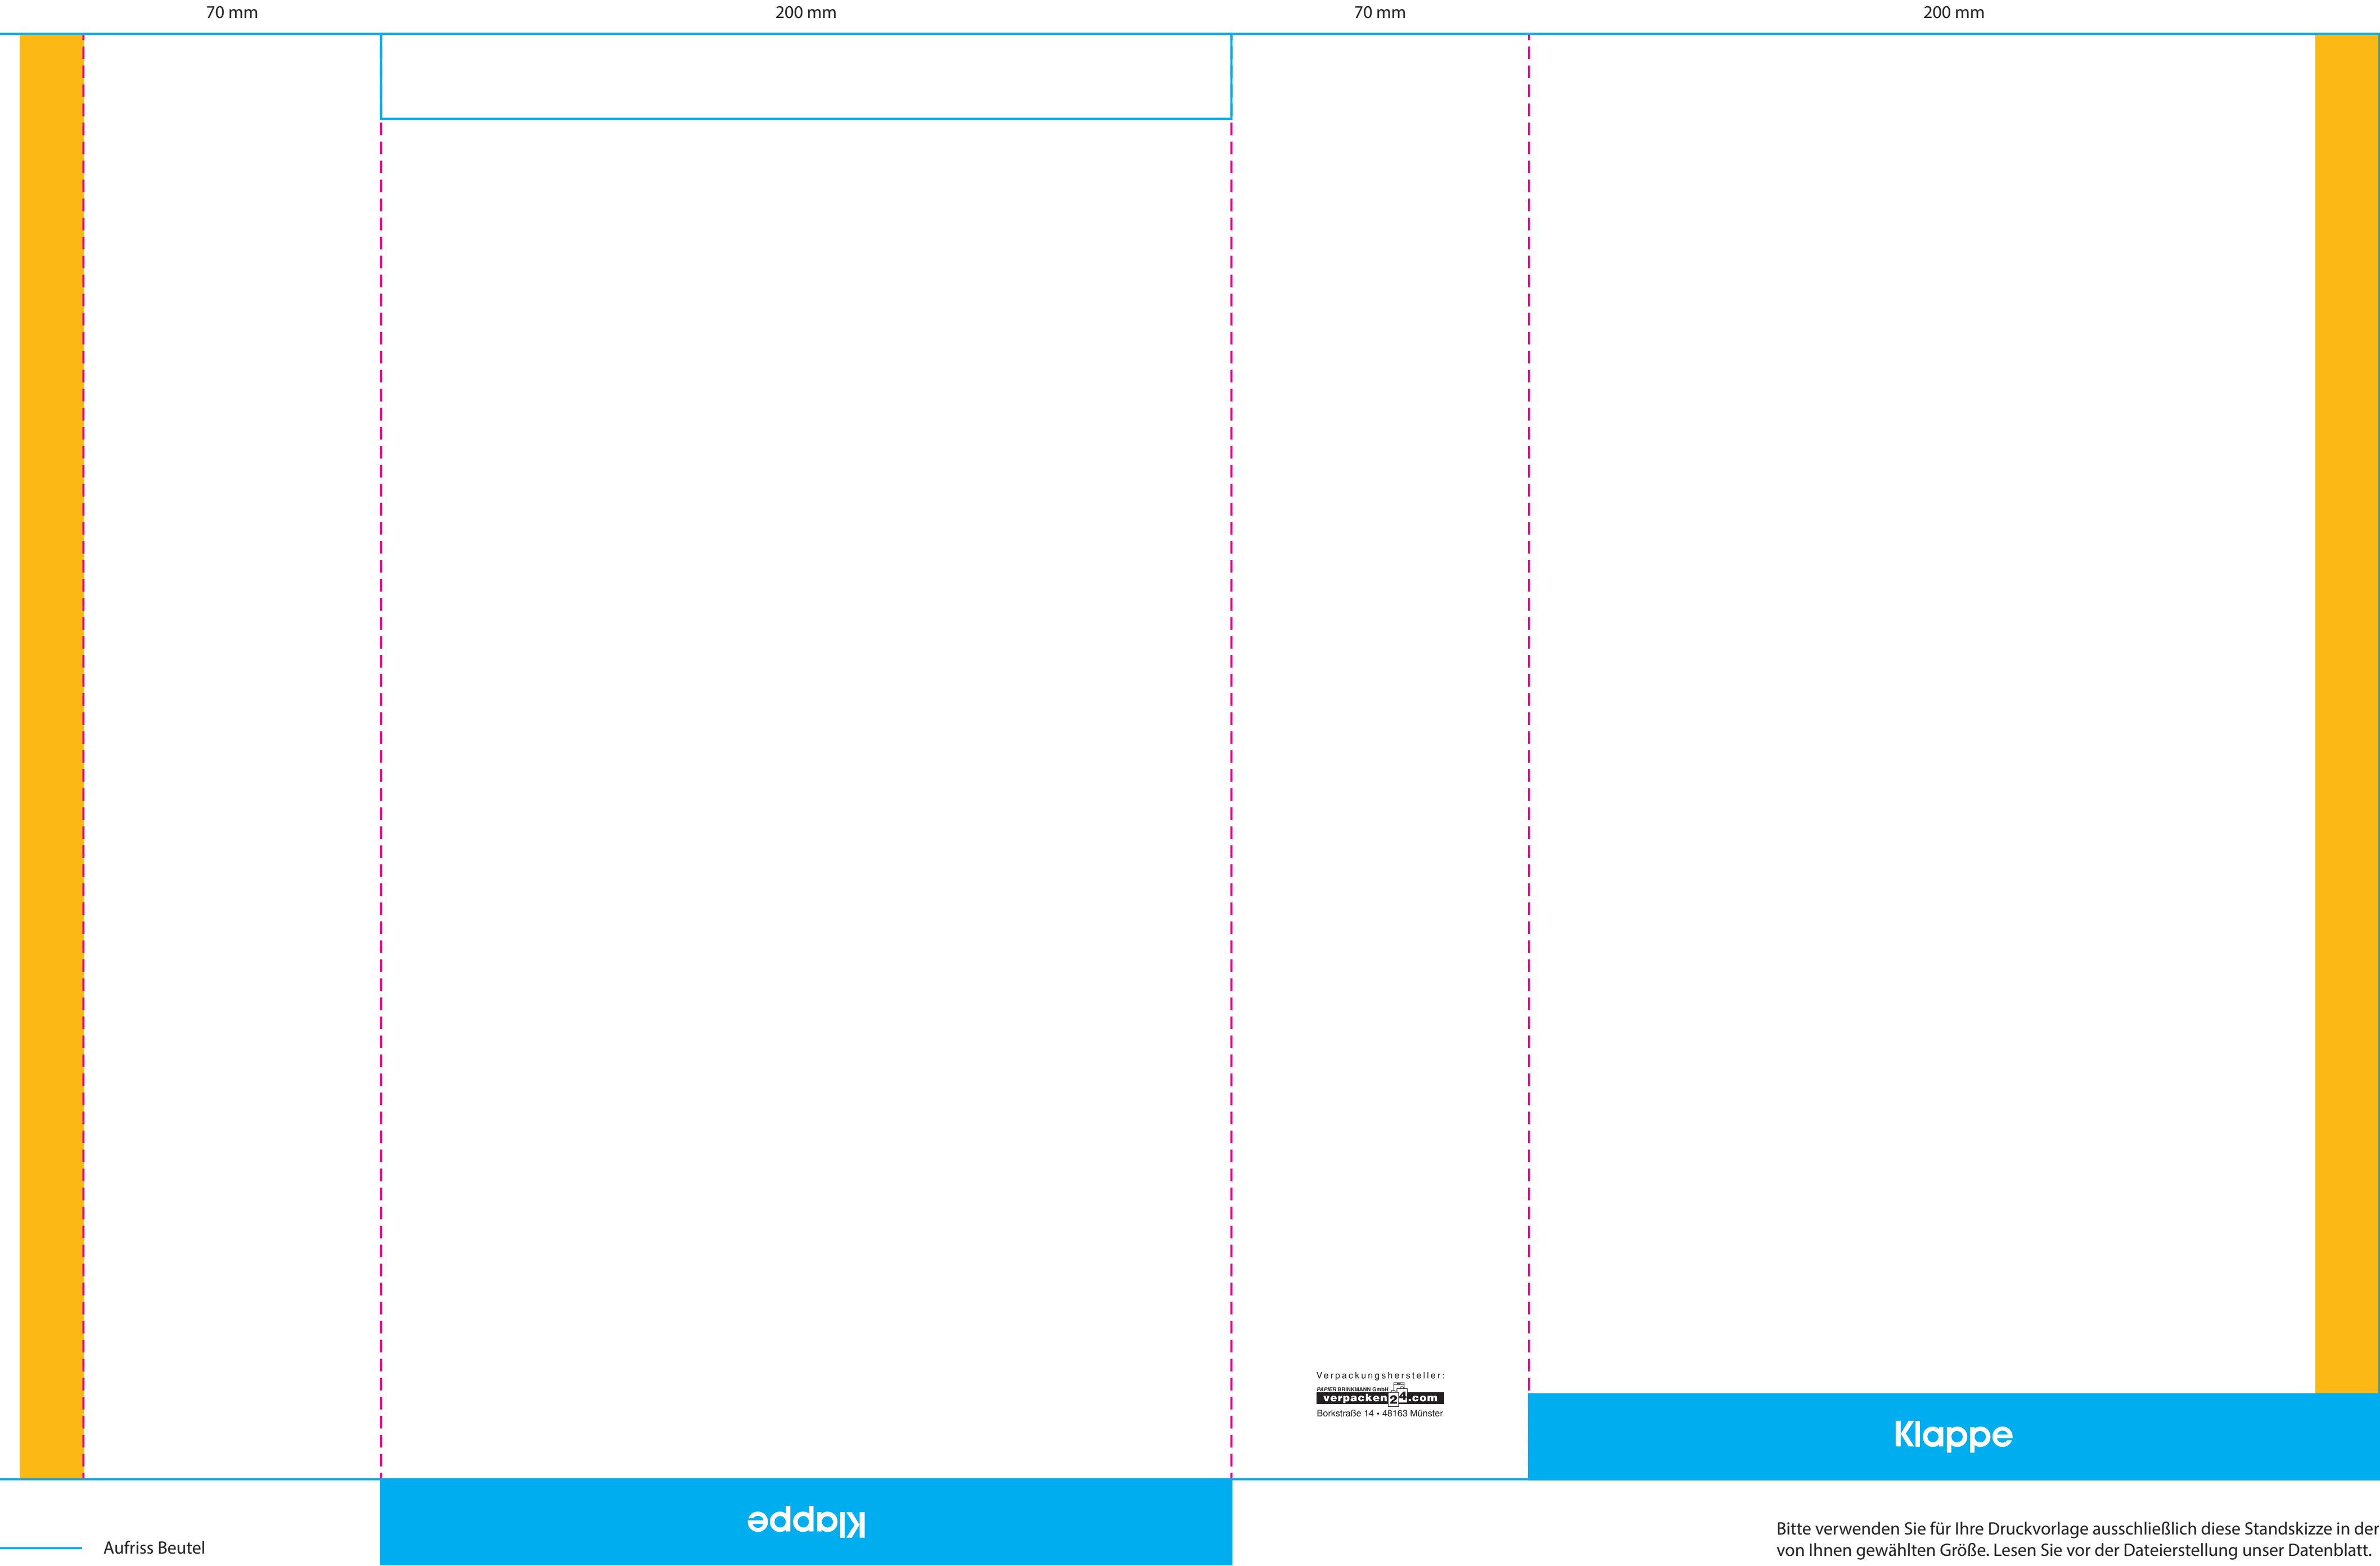 70 mm
200 mm
70 mm
200 mm
Verpackungshersteller:
PAPIER BRINKMANN GmbH
verpacken24.com
Borkstraße 14 • 48163 Münster
Klappe
Klappe
Aufriss Beutel
Bitte verwenden Sie für Ihre Druckvorlage ausschließlich diese Standskizze in der
von Ihnen gewählten Größe. Lesen Sie vor der Dateierstellung unser Datenblatt.